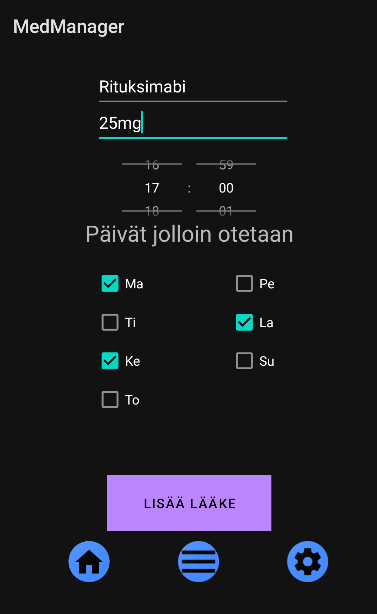 MedManager
Rituksimabi
25mg
16 59
17 : 00
18 01
Päivät jolloin otetaan
Ma Pe
Ti La
Ke Su
To
LISÄÄ LÄÄKE